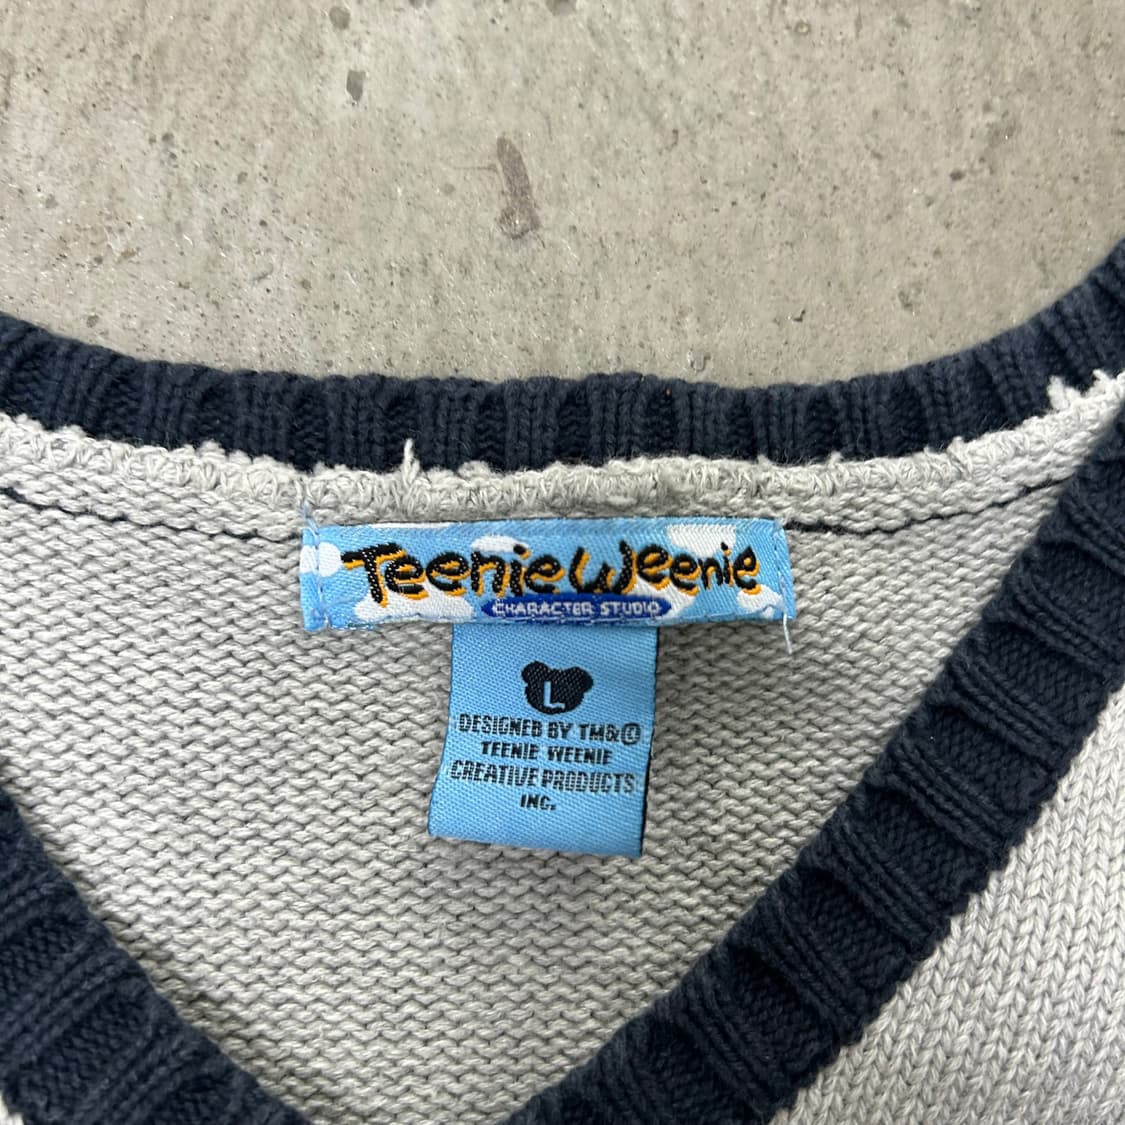 TeenieWeenie
CHARACTER STUDIO
L
DESIGNED BY TM&©
TEENIE WEENIE
CREATIVE PRODUCTS
INC.